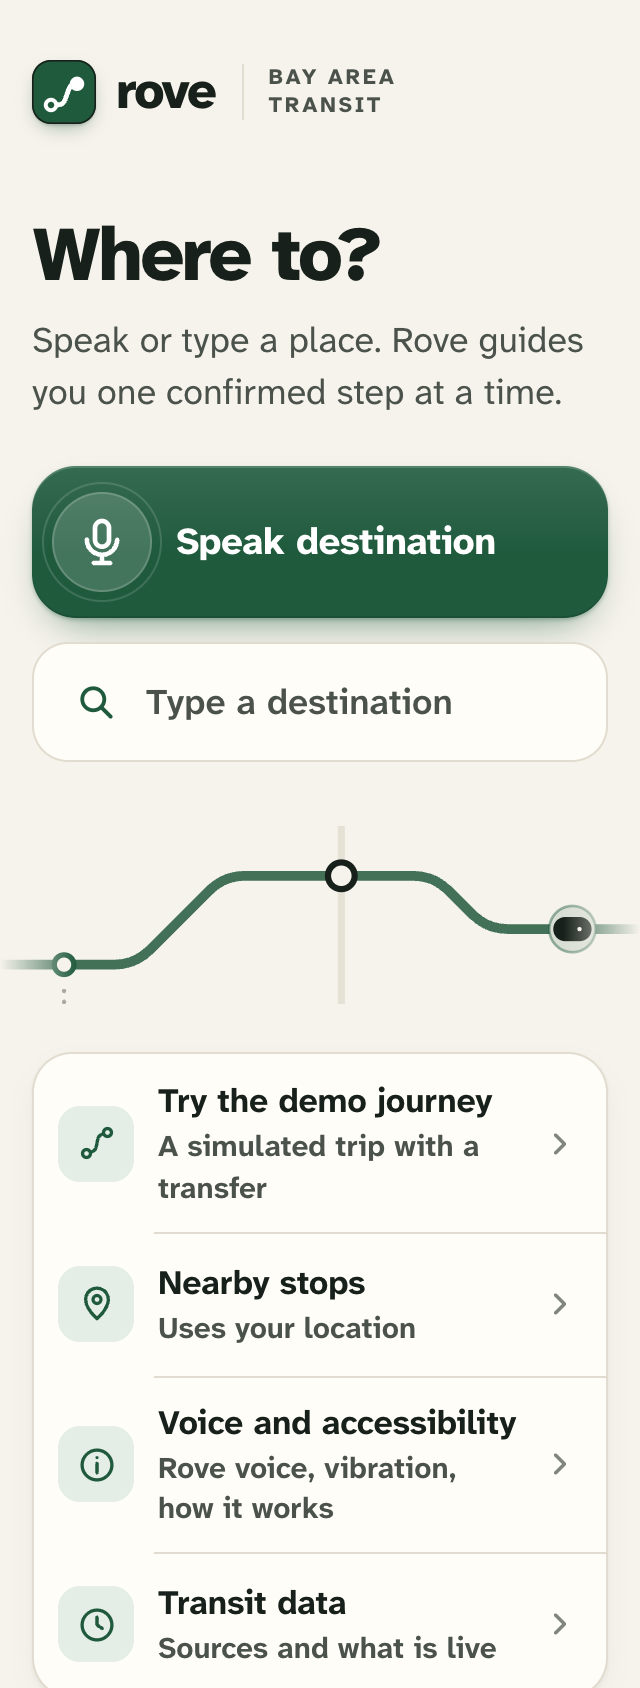 rove
BAY AREA
TRANSIT
Where to?
Speak or type a place. Rove guides
you one confirmed step at a time.
Speak destination
Type a destination
Try the demo journey
A simulated trip with a
transfer
Nearby stops
Uses your location
Voice and accessibility
Rove voice, vibration,
how it works
Transit data
Sources and what is live